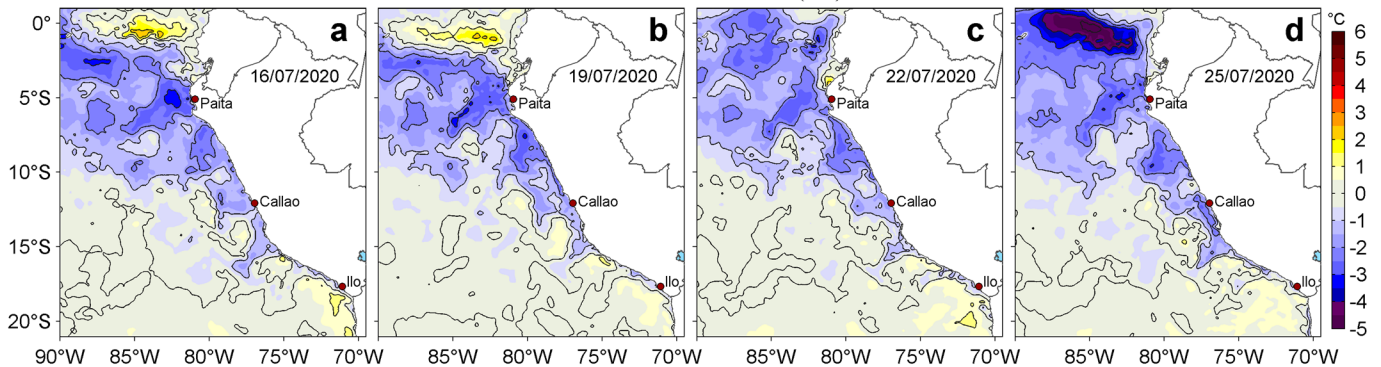 a b c d °C
0° 6
16/07/2020 19/07/2020 22/07/2020 25/07/2020 5
4
5°S Paita Paita Paita Paita 3
2
1
10°S 0
Callao Callao Callao Callao -1
15°S -2
Ilo Ilo Ilo Ilo -3
-4
20°S -5
90°W 85°W 80°W 75°W 70°W 85°W 80°W 75°W 70°W 85°W 80°W 75°W 70°W 85°W 80°W 75°W 70°W